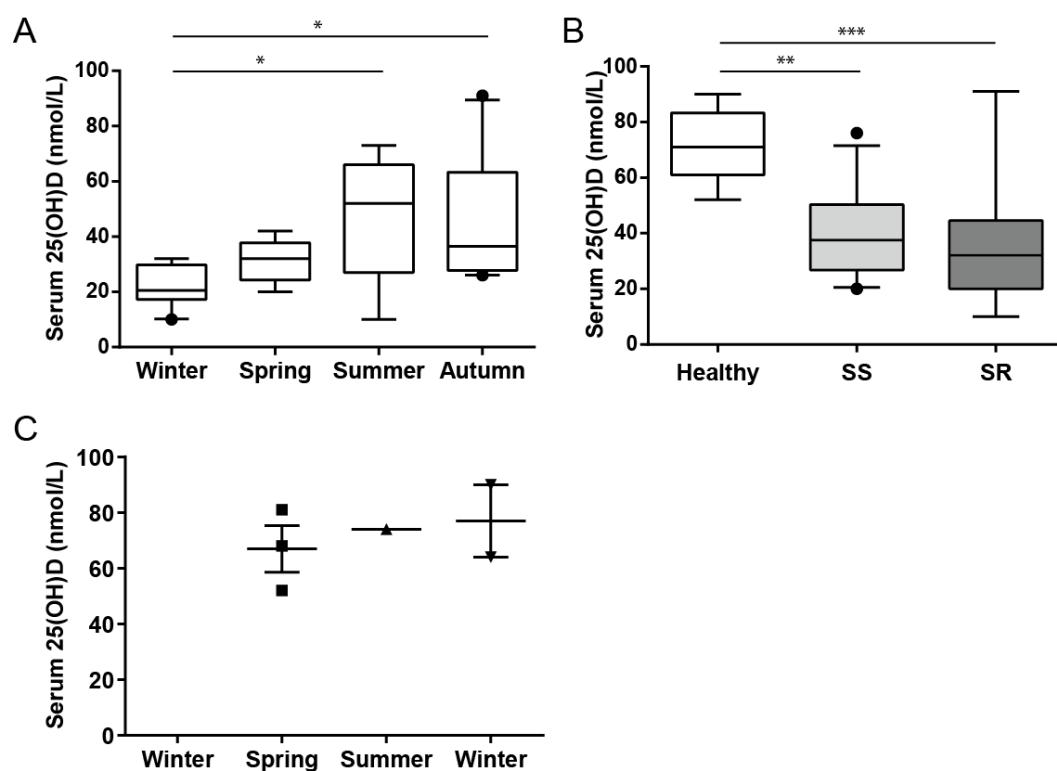 A
*
*
Serum 25(OH)D (nmol/L)
100
80
60
40
20
0
Winter Spring Summer Autumn
B
***
**
Serum 25(OH)D (nmol/L)
100
80
60
40
20
0
Healthy SS SR
C
Serum 25(OH)D (nmol/L)
100
80
60
40
20
0
Winter Spring Summer Winter